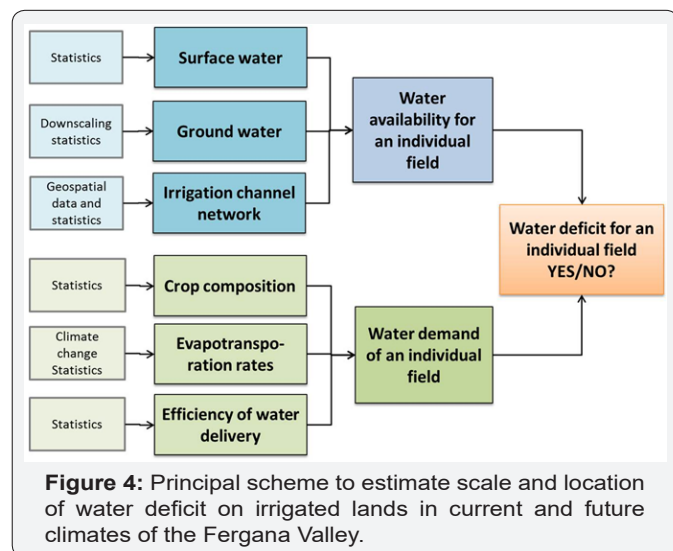 Statistics
Surface water
Downscaling
statistics
Ground water
Geospatial
data and
statistics
Irrigation channel
network
Water
availability for
an individual
field
Water deficit for an
individual field
YES/NO?
Statistics
Crop composition
Climate
change
Statistics
Evapotranspo-
ration rates
Statistics
Efficiency of water
delivery
Water demand
of an individual
field
Figure 4: Principal scheme to estimate scale and location
of water deficit on irrigated lands in current and future
climates of the Fergana Valley.